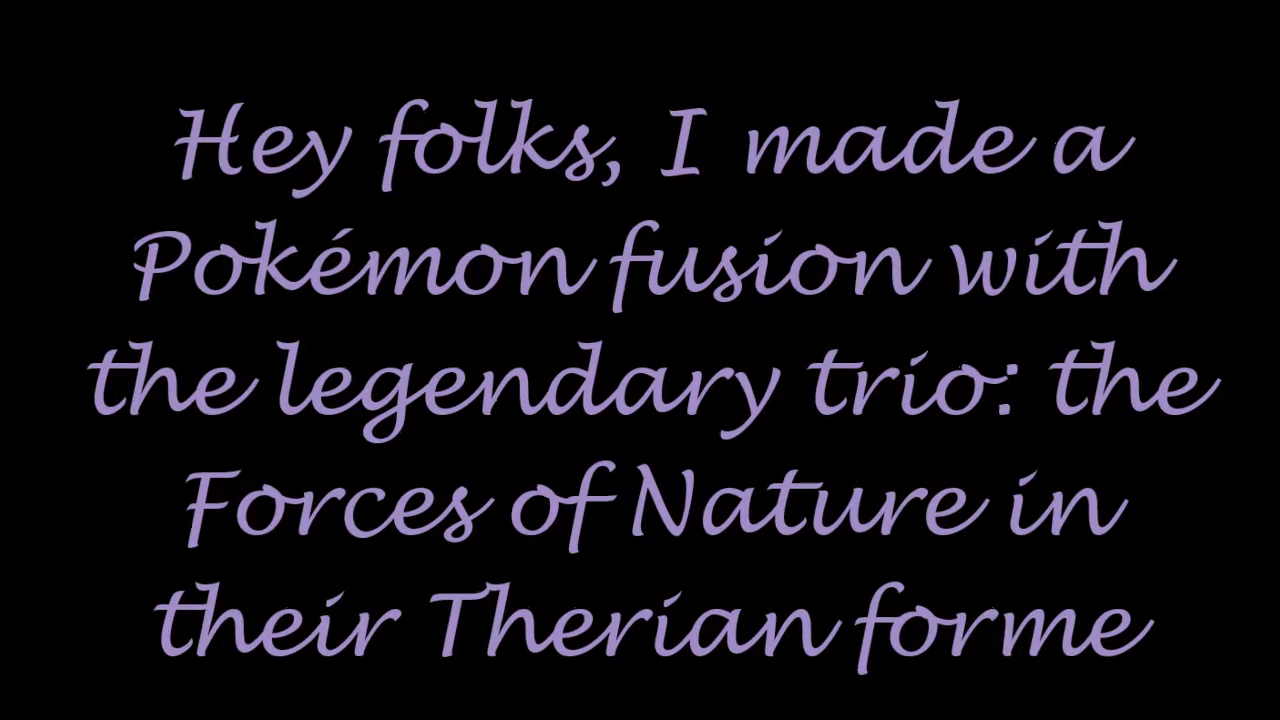 Hey folks, I made a
Pokémon fusion with
the legendary trio: the
Forces of Nature in
their Therian forme